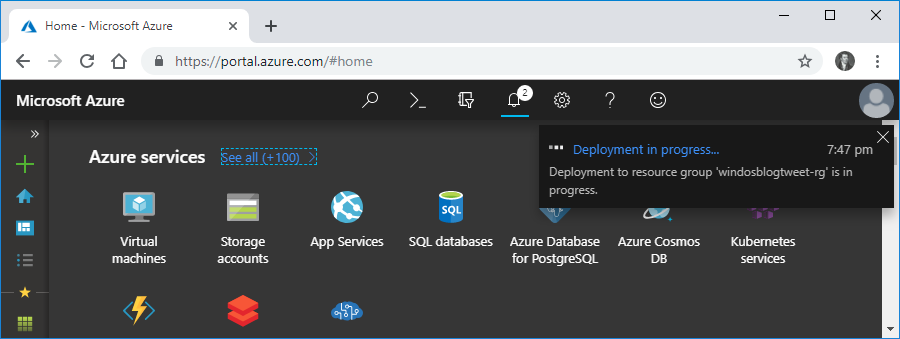 Home - Microsoft Azure
https://portal.azure.com/#home
Microsoft Azure
2
Azure services
See all (+100)
Deployment in progress...
7:47 pm
Deployment to resource group 'windosblogtweet-rg' is in
progress.
SQL
Virtual
machines
Storage
accounts
App Services
SQL databases
Azure Database
for PostgreSQL
Azure Cosmos
DB
Kubernetes
services